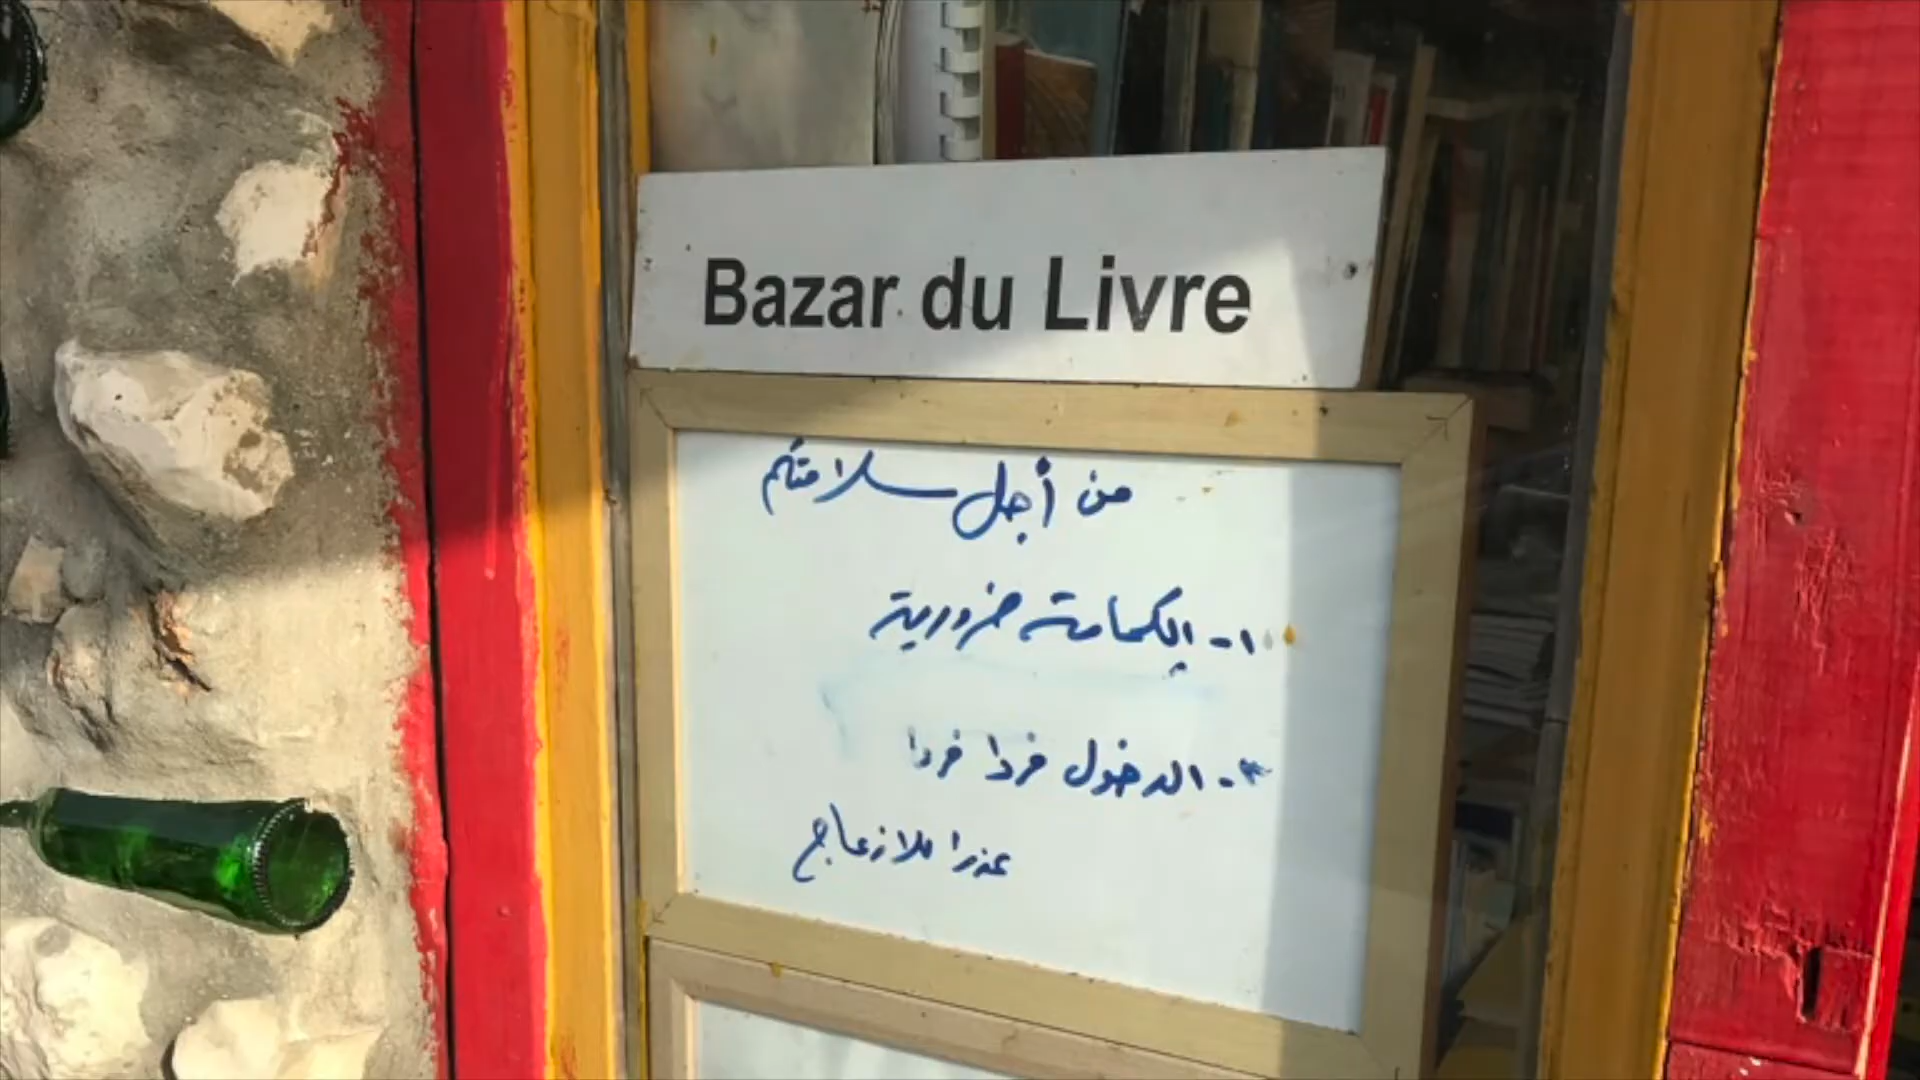 Bazar du Livre
من أجل سلامتكم
١- الكمامة ضرورية
٢- الدخول فردا فردا
عذرا للازعاج